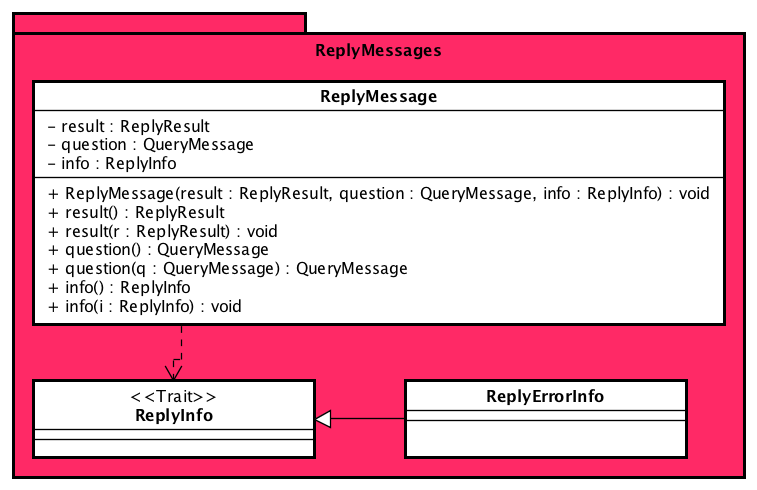 ReplyMessages
ReplyMessage
– result : ReplyResult
– question : QueryMessage
– info : ReplyInfo
+ ReplyMessage(result : ReplyResult, question : QueryMessage, info : ReplyInfo) : void
+ result() : ReplyResult
+ result(r : ReplyResult) : void
+ question() : QueryMessage
+ question(q : QueryMessage) : QueryMessage
+ info() : ReplyInfo
+ info(i : ReplyInfo) : void
<<Trait>>
ReplyInfo
ReplyErrorInfo